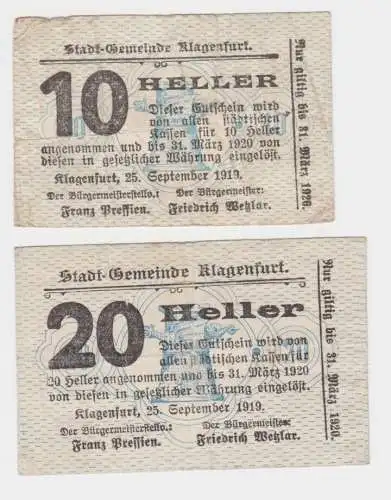 Stadt-Gemeinde Klagenfurt.
10 HELLER
Dieser Gutschein wird
von allen städtischen
Kassen für 10 Heller
angenommen und bis 31. März 1920 von
diesen in gesetzlicher Währung eingelöst.
Klagenfurt, 25. September 1919.
Der Bürgermeisterstello.: Der Bürgermeister:
Franz Pressien. Friedrich Wetzlar.
Nur giltig bis 31. März 1920.
Stadt-Gemeinde Klagenfurt.
20 Heller
Dieses Gutschein wird von
allen städtischen Kassen für
20 Heller angenommen und bis 31. März 1920
von diesen in gesetzlicher Währung eingelöst.
Klagenfurt, 25. September 1919.
Der Bürgermeisterstello.: Der Bürgermeister:
Franz Pressien. Friedrich Wetzlar.
Nur giltig bis 31. März 1920.